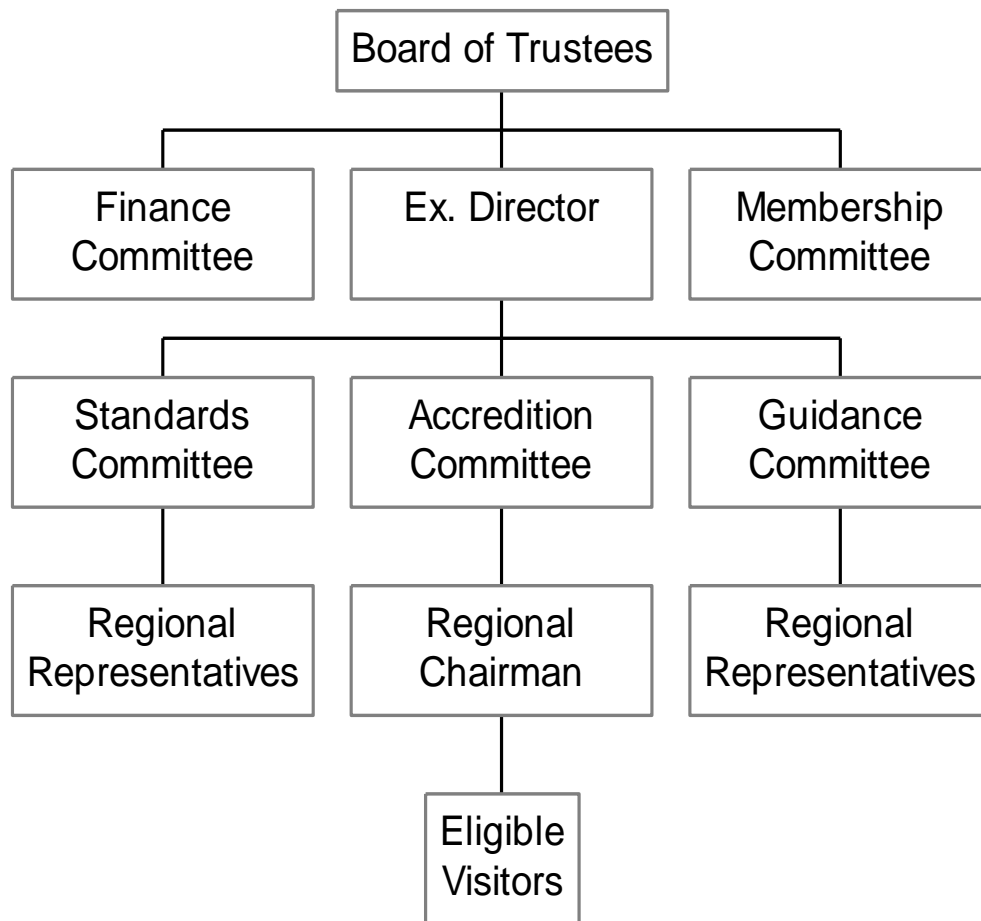 Board of Trustees
Finance
Committee
Ex. Director
Membership
Committee
Standards
Committee
Accredition
Committee
Guidance
Committee
Regional
Representatives
Regional
Chairman
Regional
Representatives
Eligible
Visitors